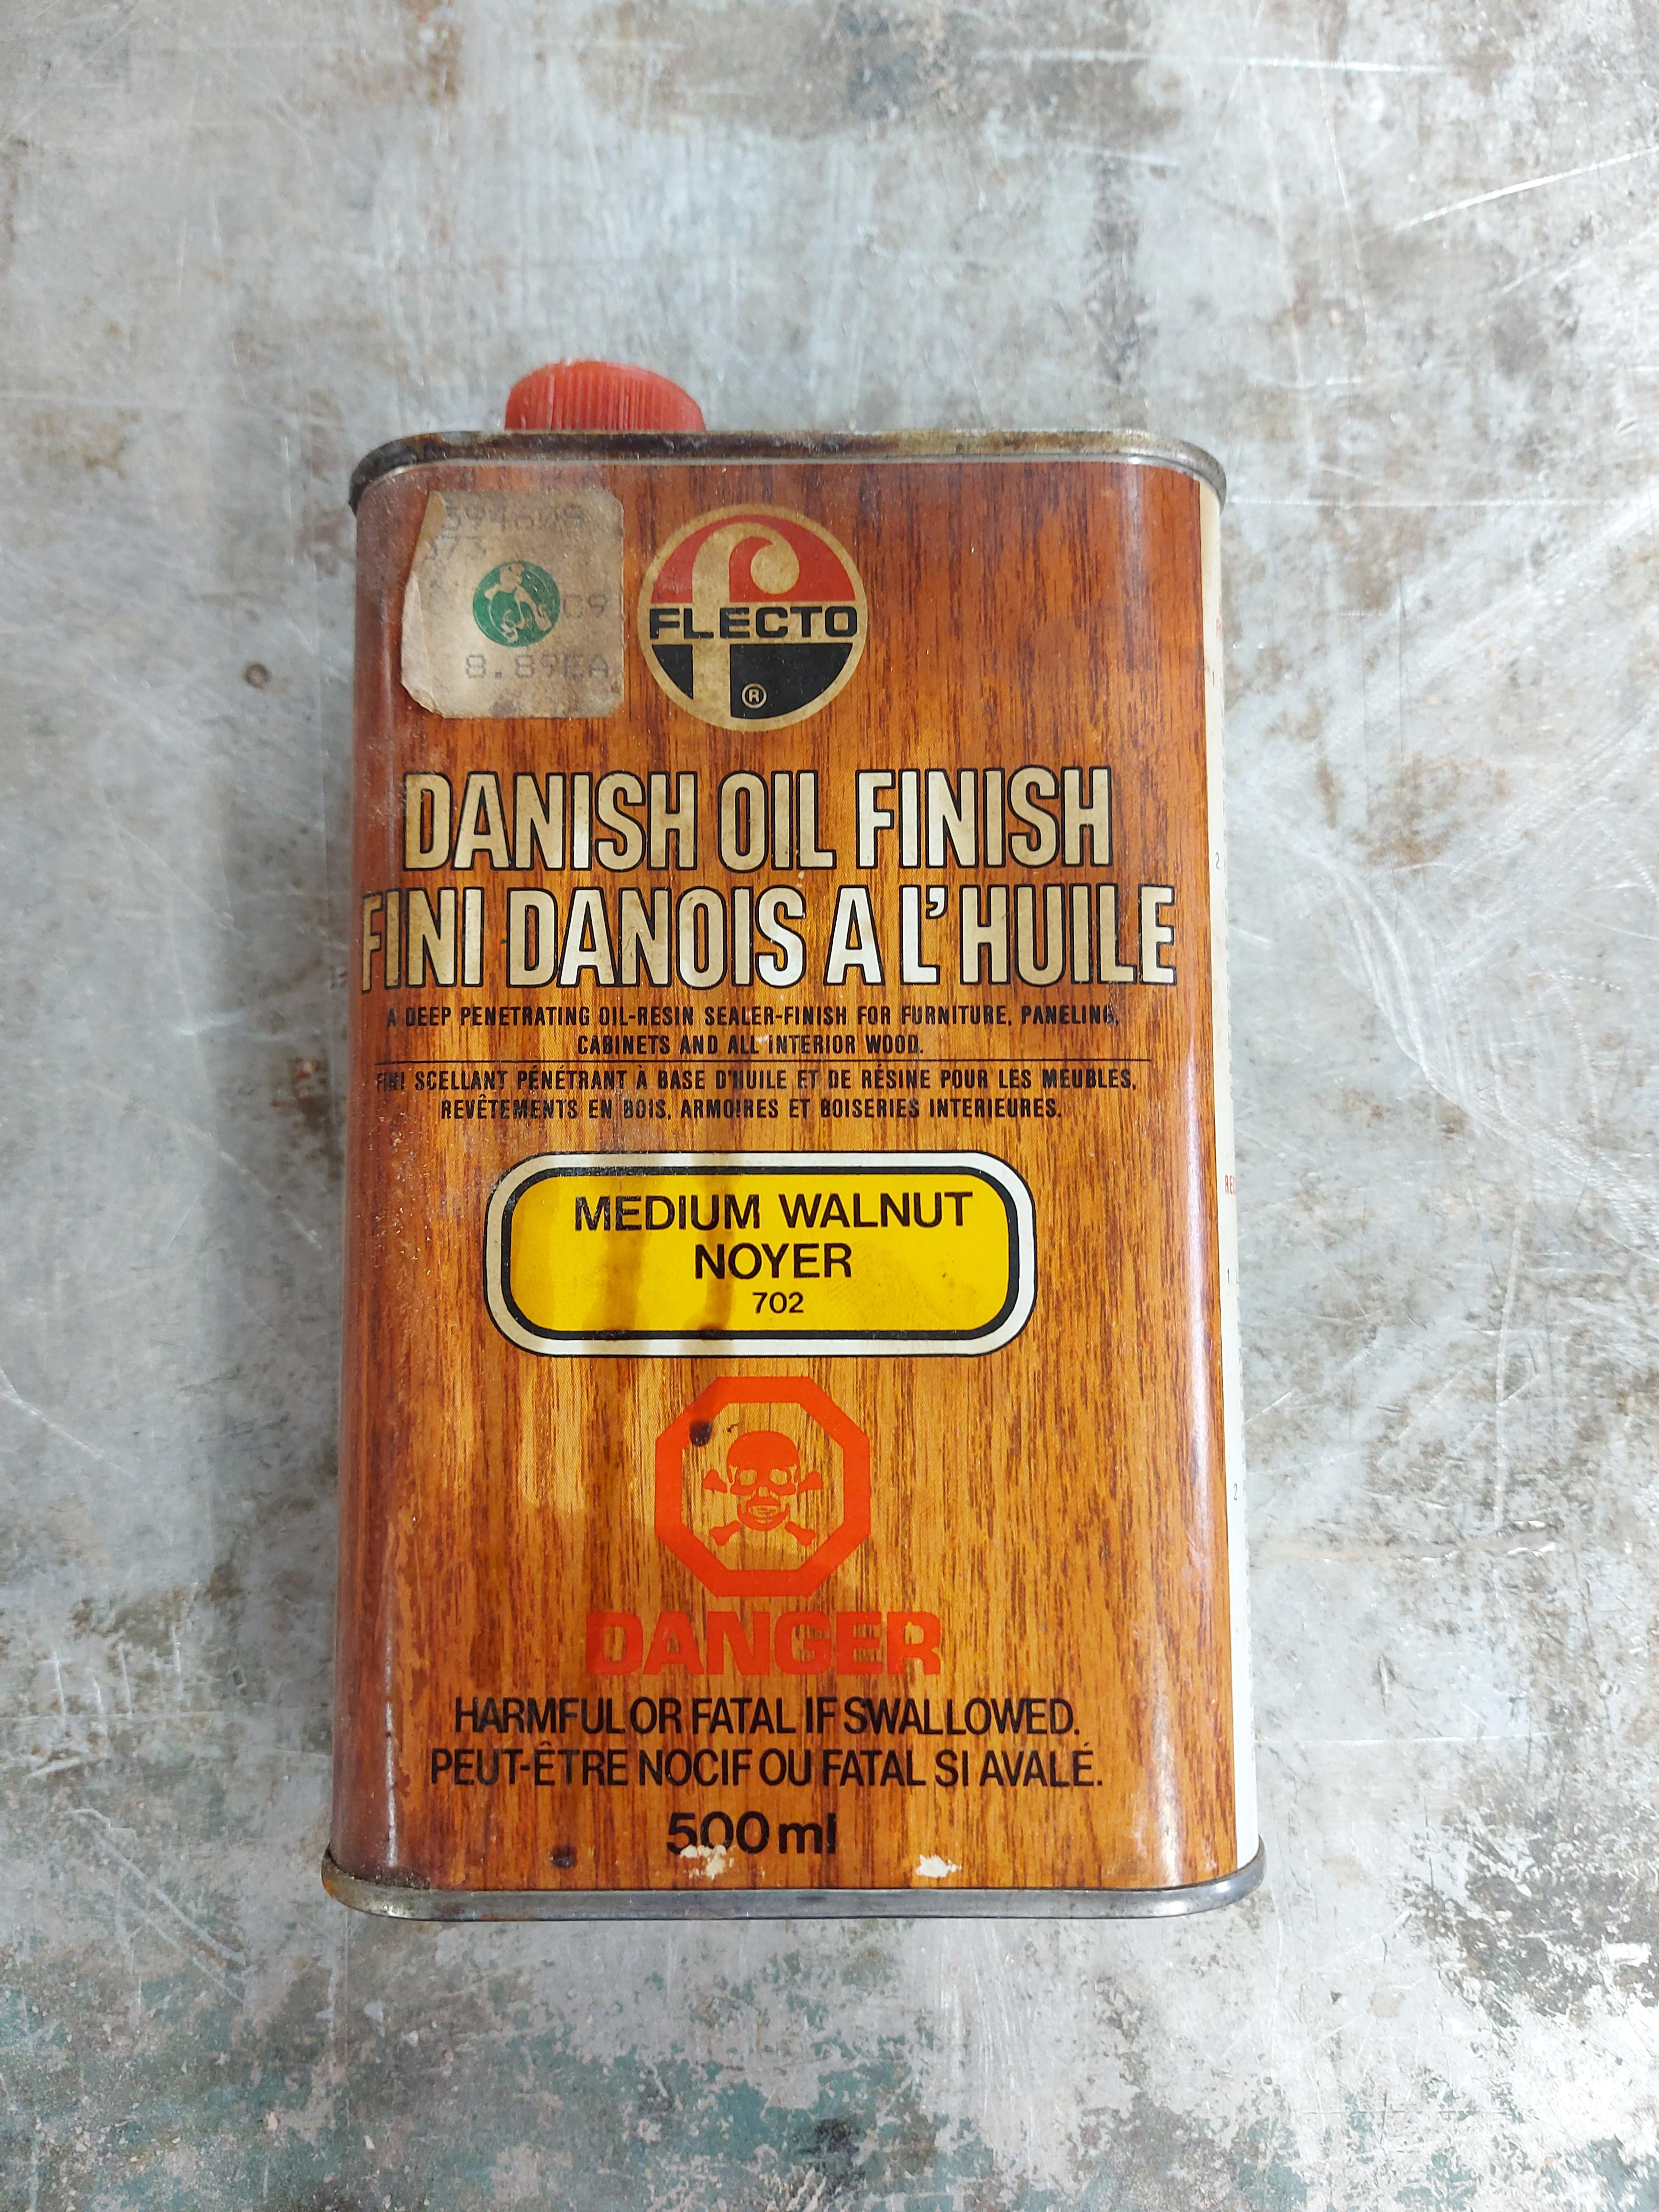 8.89EA
FLECTO
®
DANISH OIL FINISH
FINI DANOIS A L'HUILE
A DEEP PENETRATING OIL-RESIN SEALER-FINISH FOR FURNITURE, PANELING,
CABINETS AND ALL INTERIOR WOOD.
FINI SCELLANT PÉNÉTRANT À BASE D'HUILE ET DE RÉSINE POUR LES MEUBLES,
REVÊTEMENTS EN BOIS, ARMOIRES ET BOISERIES INTERIEURES.
MEDIUM WALNUT
NOYER
702
DANGER
HARMFUL OR FATAL IF SWALLOWED.
PEUT-ÊTRE NOCIF OU FATAL SI AVALÉ.
500 ml